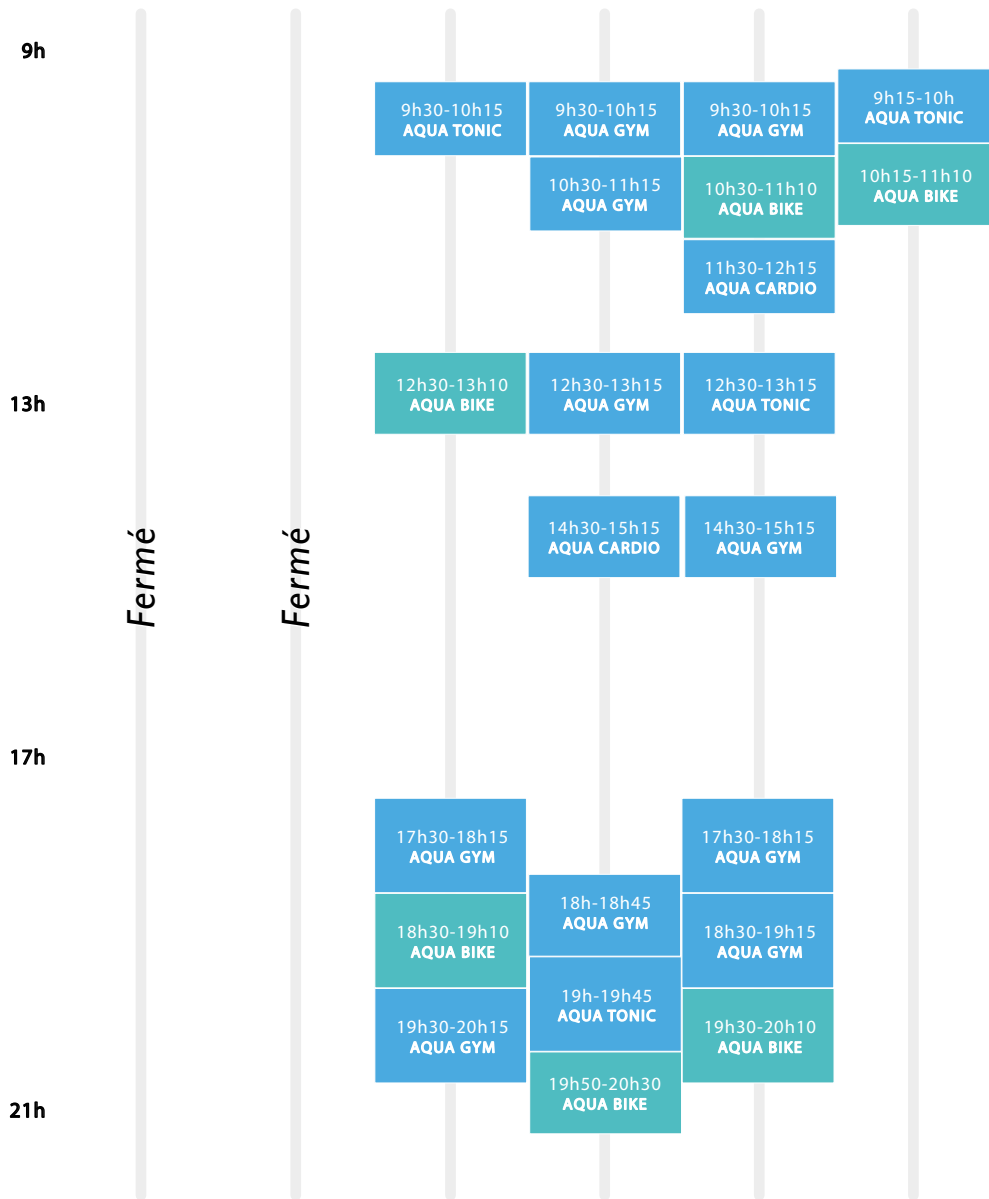 9h
13h
17h
21h
Fermé
Fermé
9h30-10h15
AQUA TONIC
12h30-13h10
AQUA BIKE
17h30-18h15
AQUA GYM
18h30-19h10
AQUA BIKE
19h30-20h15
AQUA GYM
9h30-10h15
AQUA GYM
10h30-11h15
AQUA GYM
12h30-13h15
AQUA GYM
14h30-15h15
AQUA CARDIO
18h-18h45
AQUA GYM
19h-19h45
AQUA TONIC
19h50-20h30
AQUA BIKE
9h30-10h15
AQUA GYM
10h30-11h10
AQUA BIKE
11h30-12h15
AQUA CARDIO
12h30-13h15
AQUA TONIC
14h30-15h15
AQUA GYM
17h30-18h15
AQUA GYM
18h30-19h15
AQUA GYM
19h30-20h10
AQUA BIKE
9h15-10h
AQUA TONIC
10h15-11h10
AQUA BIKE